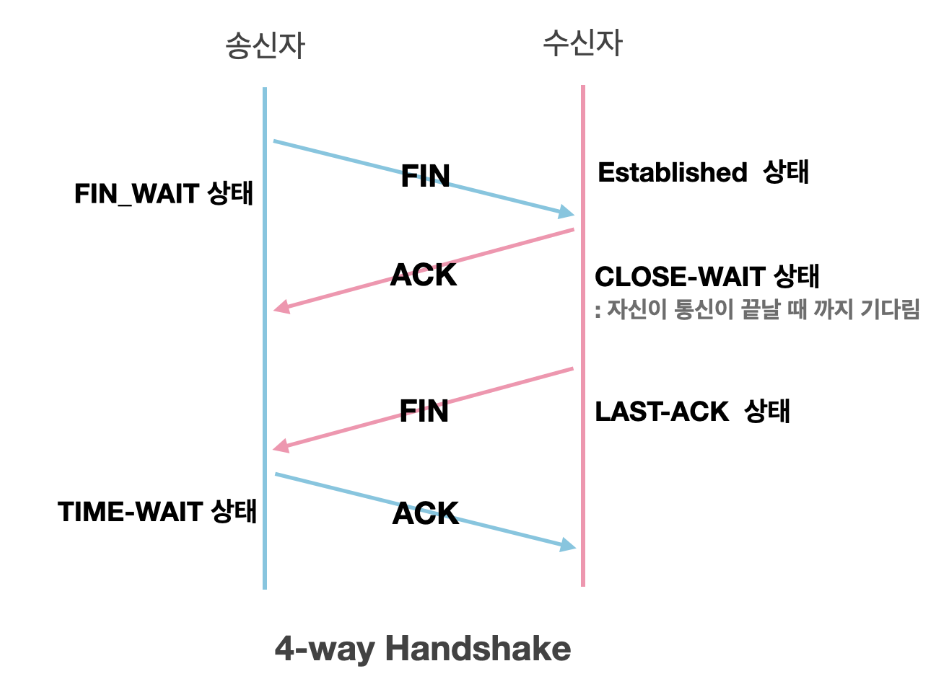 송신자
수신자
FIN
Established 상태
FIN_WAIT 상태
ACK
CLOSE-WAIT 상태
: 자신이 통신이 끝날 때 까지 기다림
FIN
LAST-ACK 상태
TIME-WAIT 상태
ACK
4-way Handshake